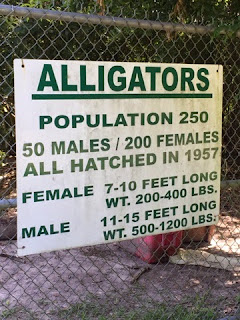 ALLIGATORS
POPULATION 250
50 MALES / 200 FEMALES
ALL HATCHED IN 1957
FEMALE 7-10 FEET LONG
WT. 200-400 LBS.
MALE 11-15 FEET LONG
WT. 500-1200 LBS.